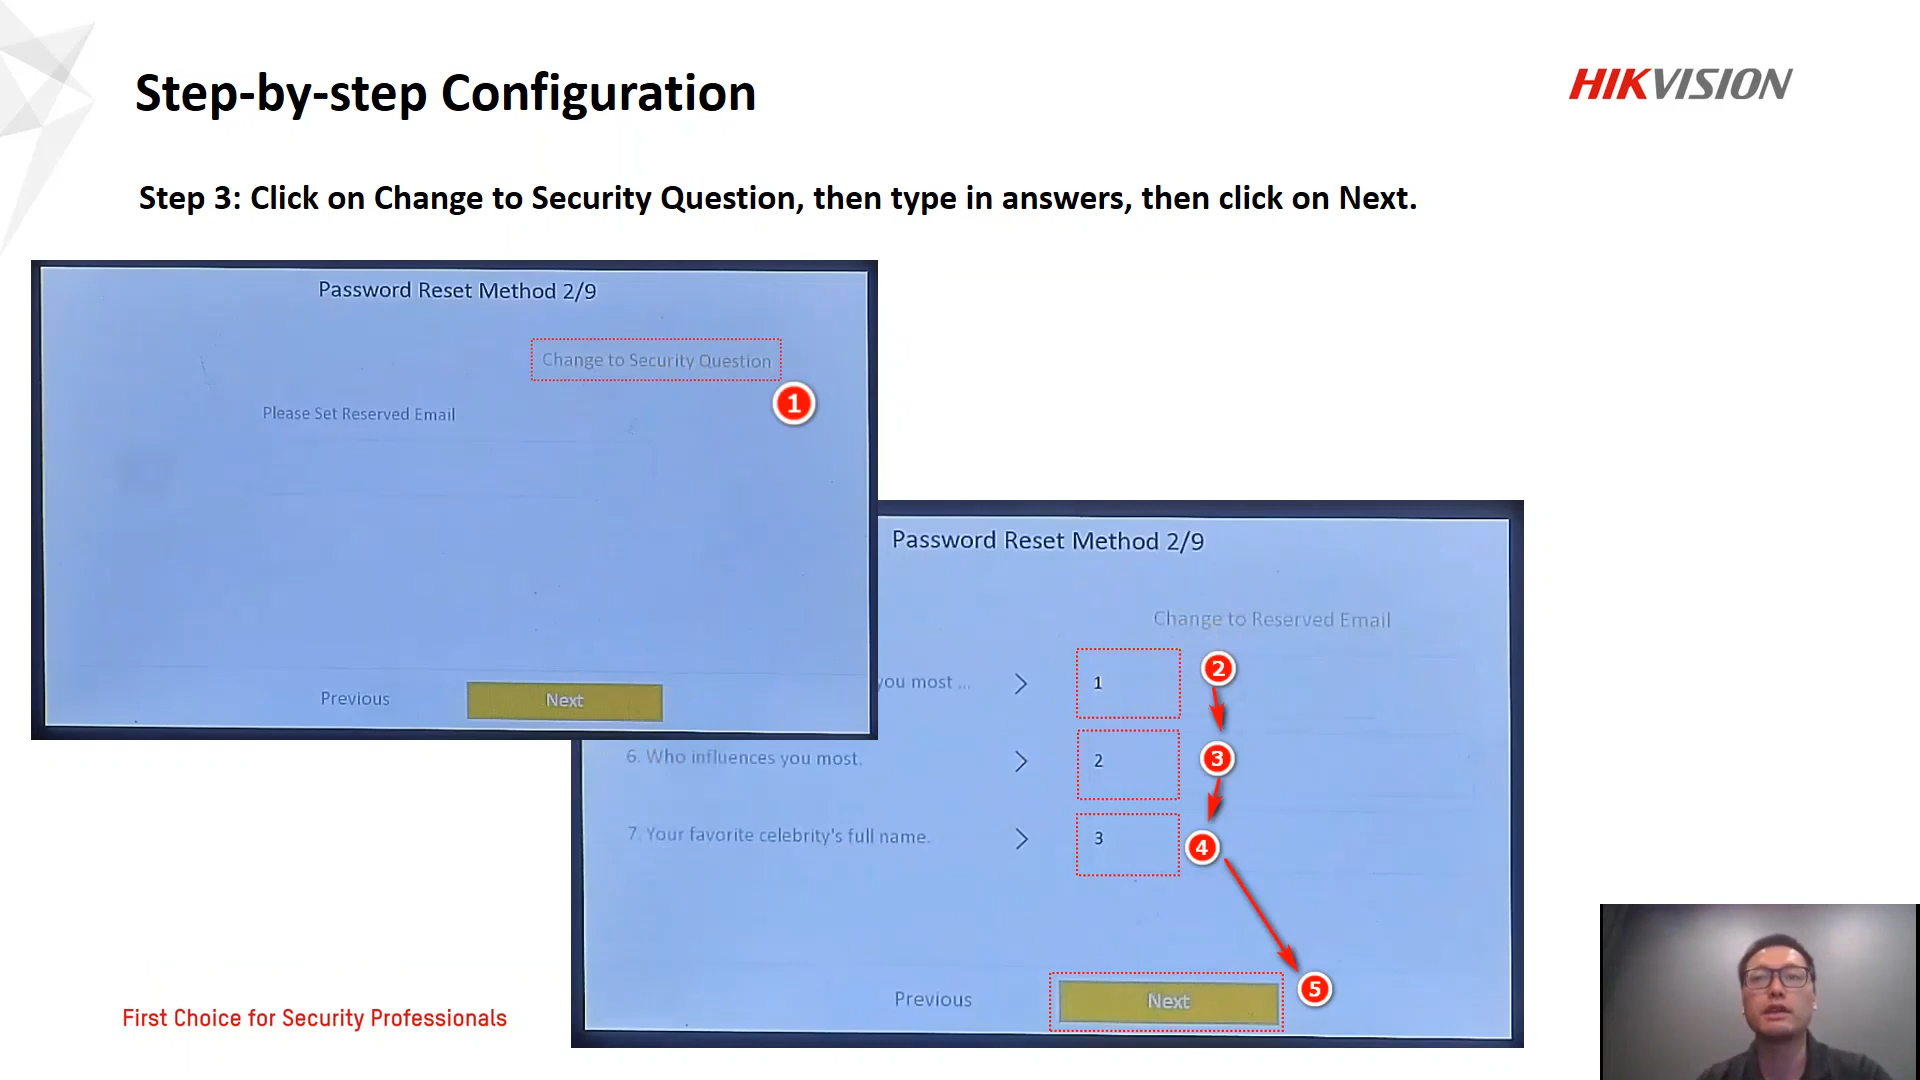 Step-by-step Configuration
HIKVISION
Step 3: Click on Change to Security Question, then type in answers, then click on Next.
Password Reset Method 2/9
Change to Security Question
1
Please Set Reserved Email
Previous
Next
Password Reset Method 2/9
Change to Reserved Email
you most ...
>
1
2
6. Who influences you most.
>
2
3
7. Your favorite celebrity's full name.
>
3
4
Previous
Next
5
First Choice for Security Professionals